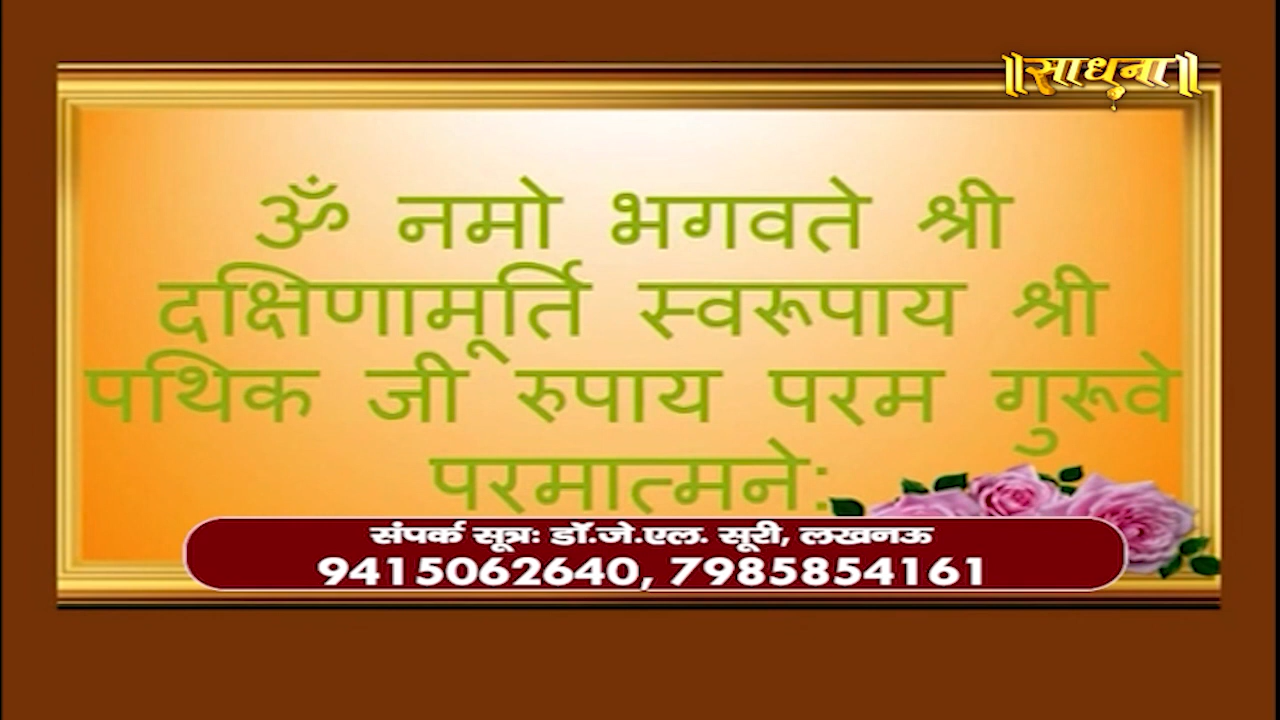 ॥साधना॥
ॐ नमो भगवते श्री
दक्षिणामूर्ति स्वरूपाय श्री
पथिक जी रुपाय परम गुरूवे
परमात्मने:
संपर्क सूत्रः डॉ.जे.एल. सूरी, लखनऊ
9415062640, 7985854161